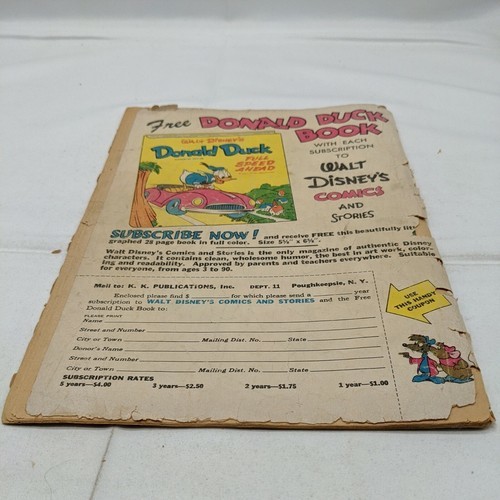 Free DONALD DUCK
BOOK
WITH EACH
SUBSCRIPTION
TO
WALT
DISNEY'S
COMICS
AND
STORIES
WALT DISNEY'S
Donald Duck
FULL
SPEED
AHEAD
SUBSCRIBE NOW! and receive FREE this beautifully
graphed 28 page book in full color. Size 5½" x 6½".
Walt Disney's Comics and Stories is the only magazine of authentic Disney
characters. It contains clean, wholesome humor, the best in art work, color,
ing and readability. Approved by parents and teachers everywhere. Suitable
for everyone, from ages 3 to 90.
Mail to: K. K. PUBLICATIONS, Inc. DEPT. 11 Poughkeepsie, N. Y.
Enclosed please find $ for which please send a year
subscription to WALT DISNEY'S COMICS AND STORIES and the Free
Donald Duck Book to:
PLEASE PRINT
Name
Street and Number
City or Town Mailing Dist. No. State
Donor's Name
Street and Number
City or Town Mailing Dist. No. State
SUBSCRIPTION RATES
5 years—$4.00 3 years—$2.50 2 years—$1.75 1 year—$1.00
USE
THIS HANDY
COUPON